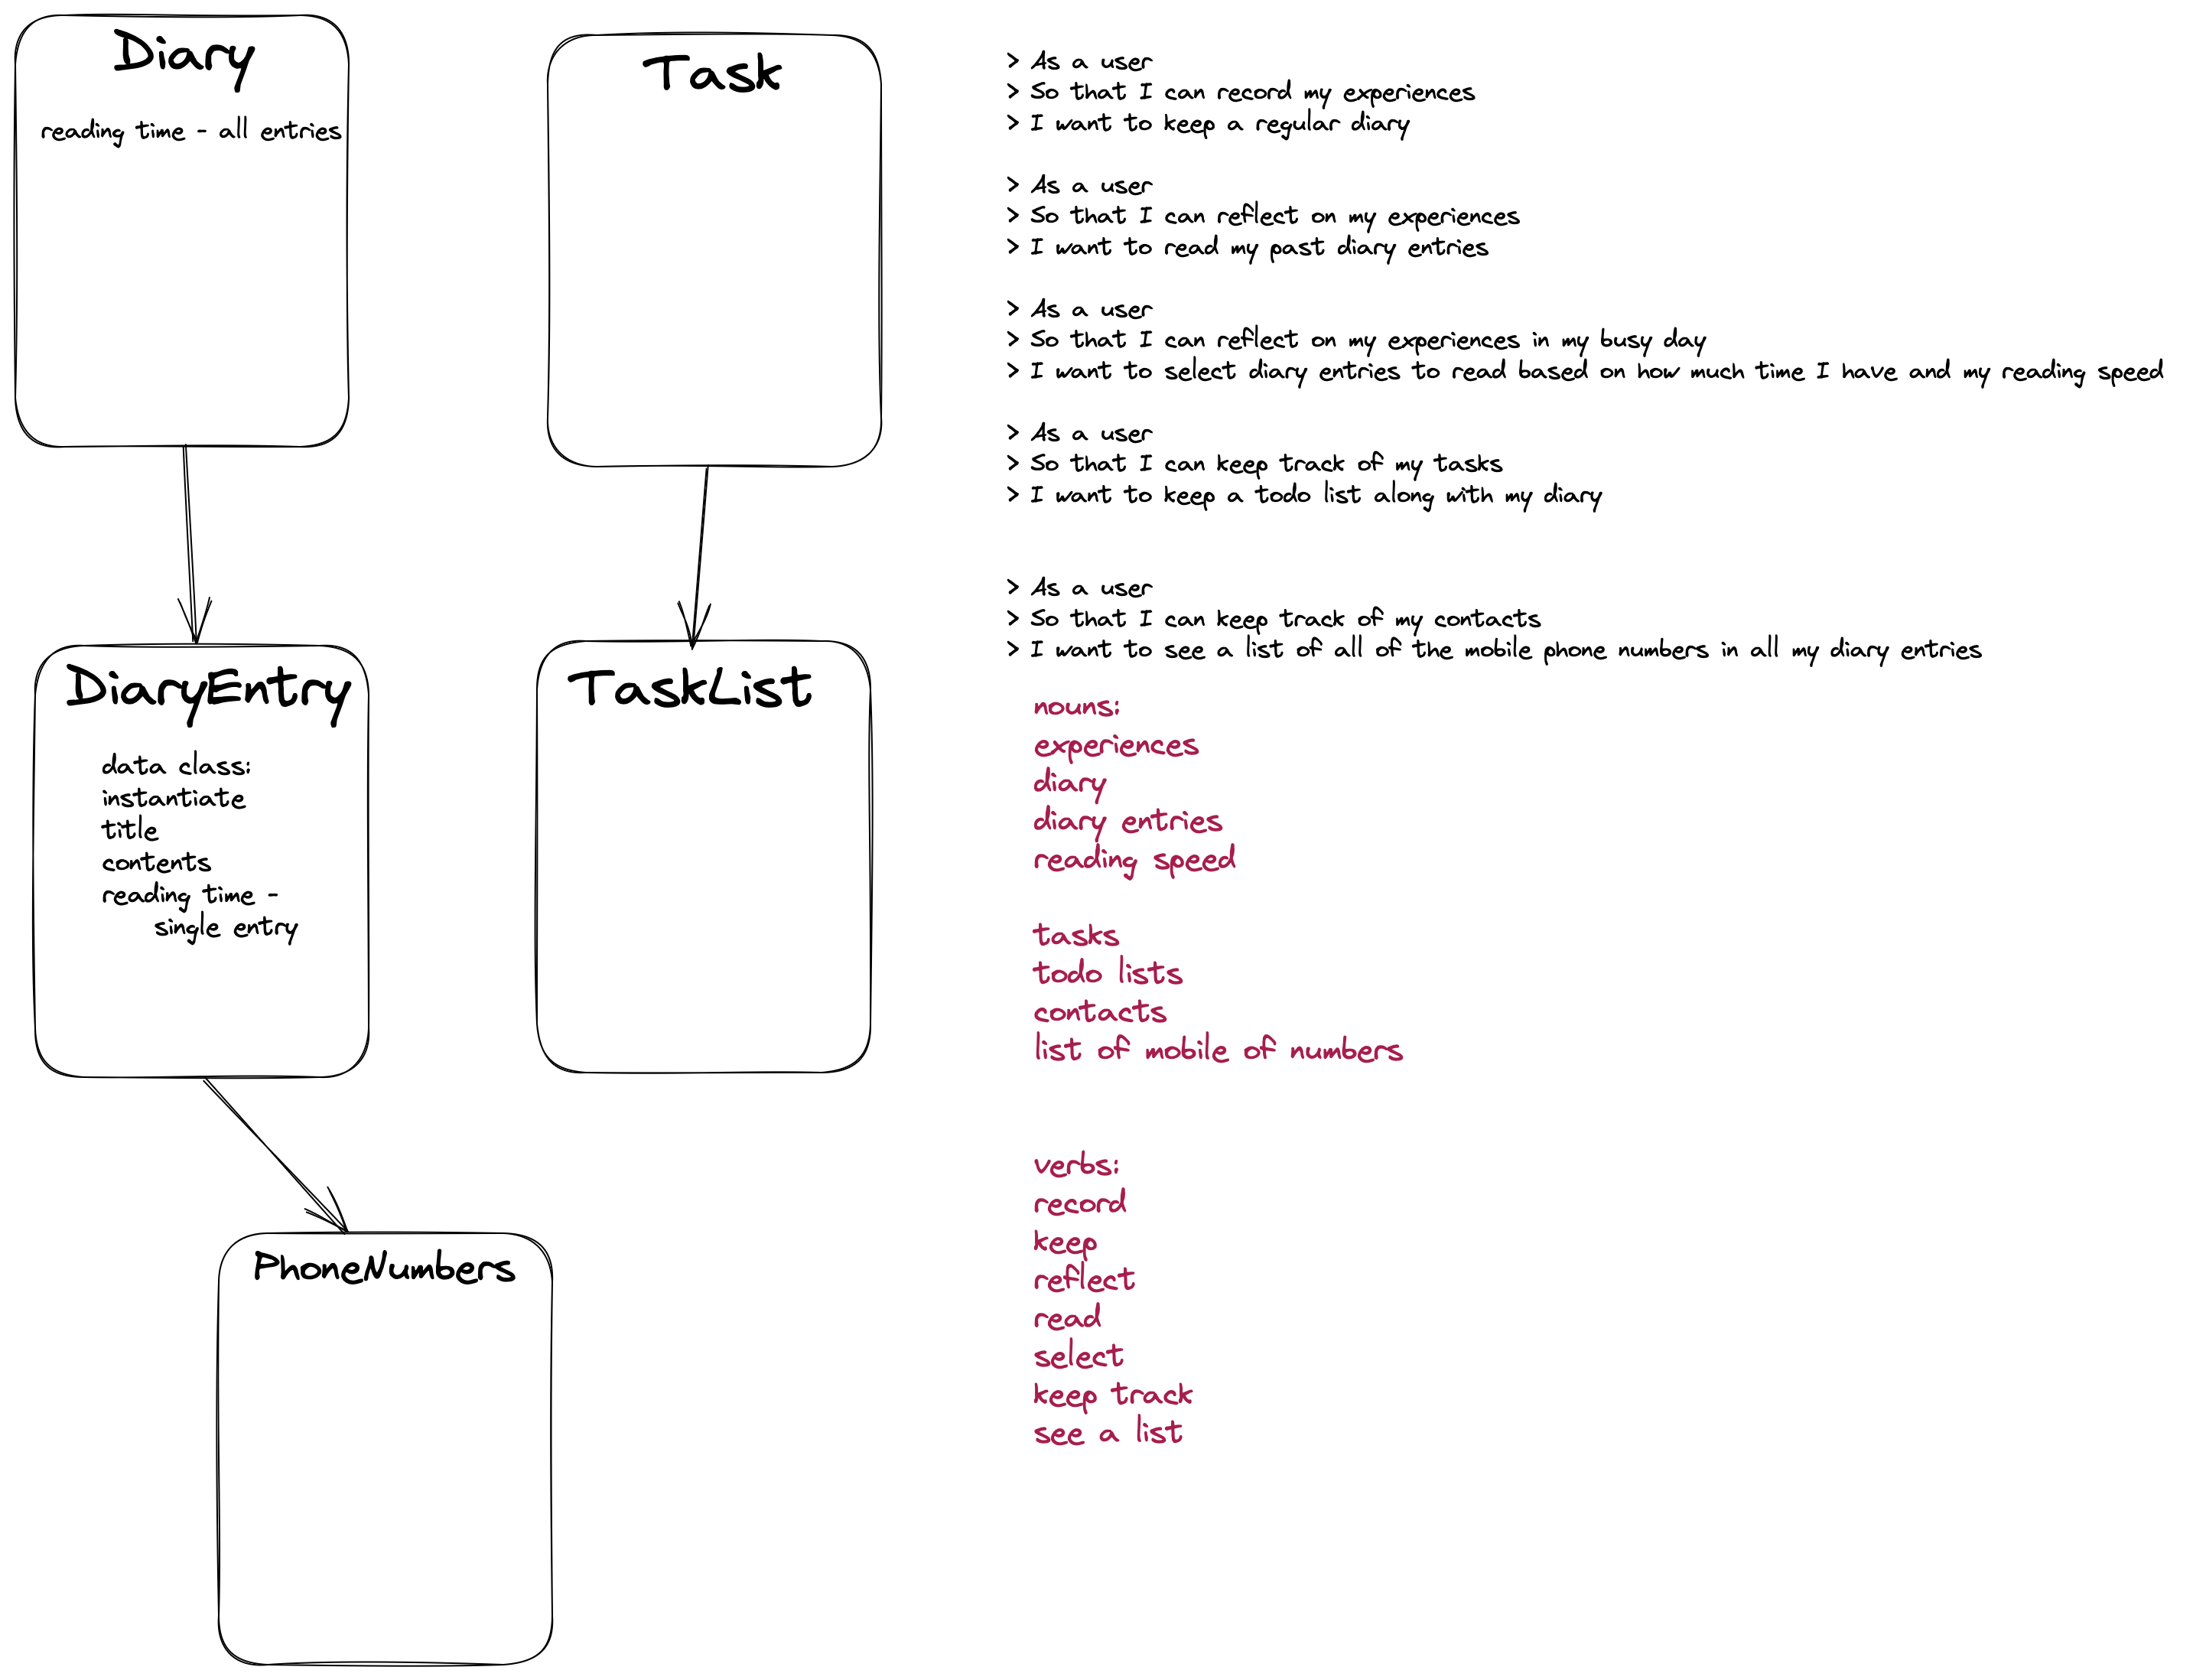 Diary
reading time - all entries
Task
DiaryEntry
data class:
instantiate
title
contents
reading time -
single entry
TaskList
PhoneNumbers
> As a user
> So that I can record my experiences
> I want to keep a regular diary
> As a user
> So that I can reflect on my experiences
> I want to read my past diary entries
> As a user
> So that I can reflect on my experiences in my busy day
> I want to select diary entries to read based on how much time I have and my reading speed
> As a user
> So that I can keep track of my tasks
> I want to keep a todo list along with my diary
> As a user
> So that I can keep track of my contacts
> I want to see a list of all of the mobile phone numbers in all my diary entries
nouns:
experiences
diary
diary entries
reading speed
tasks
todo lists
contacts
list of mobile of numbers
verbs:
record
keep
reflect
read
select
keep track
see a list